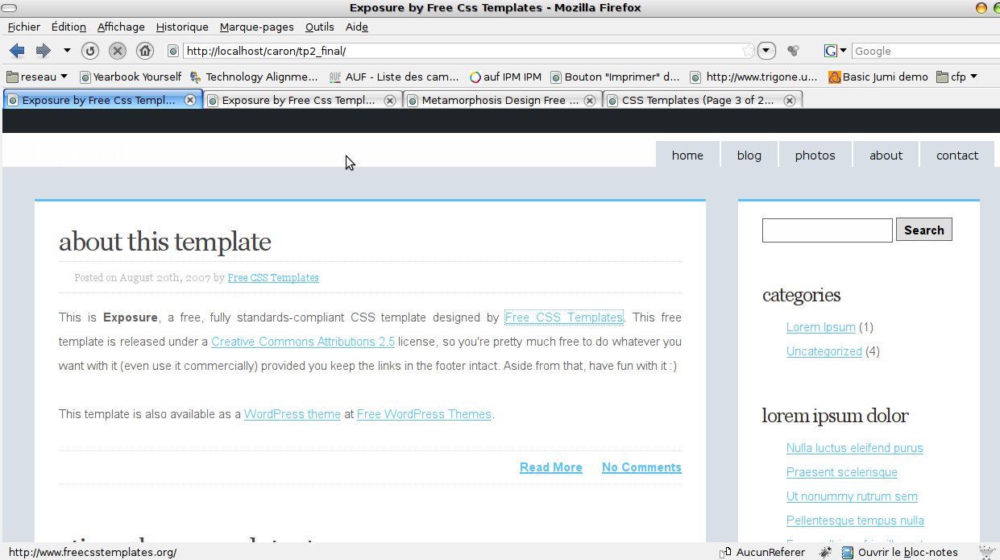 Exposure by Free Css Templates - Mozilla Firefox
Fichier Édition Affichage Historique Marque-pages Outils Aide
http://localhost/caron/tp2_final/ Google
reseau Yearbook Yourself Technology Alignme... AUF - Liste des cam... auf IPM IPM Bouton "Imprimer" d... http://www.trigone.u... Basic Jumi demo cfp
Exposure by Free Css Templ... Exposure by Free Css Templ... Metamorphosis Design Free ... CSS Templates (Page 3 of 2...
home blog photos about contact
about this template
Posted on August 20th, 2007 by Free CSS Templates
This is Exposure, a free, fully standards-compliant CSS template designed by Free CSS Templates. This free
template is released under a Creative Commons Attributions 2.5 license, so you're pretty much free to do whatever you
want with it (even use it commercially) provided you keep the links in the footer intact. Aside from that, have fun with it :)
This template is also available as a WordPress theme at Free WordPress Themes.
Read More No Comments
Search
categories
Lorem Ipsum (1)
Uncategorized (4)
lorem ipsum dolor
Nulla luctus eleifend purus
Praesent scelerisque
Ut nonummy rutrum sem
Pellentesque tempus nulla
http://www.freecsstemplates.org/ AucunReferer Ouvrir le bloc-notes